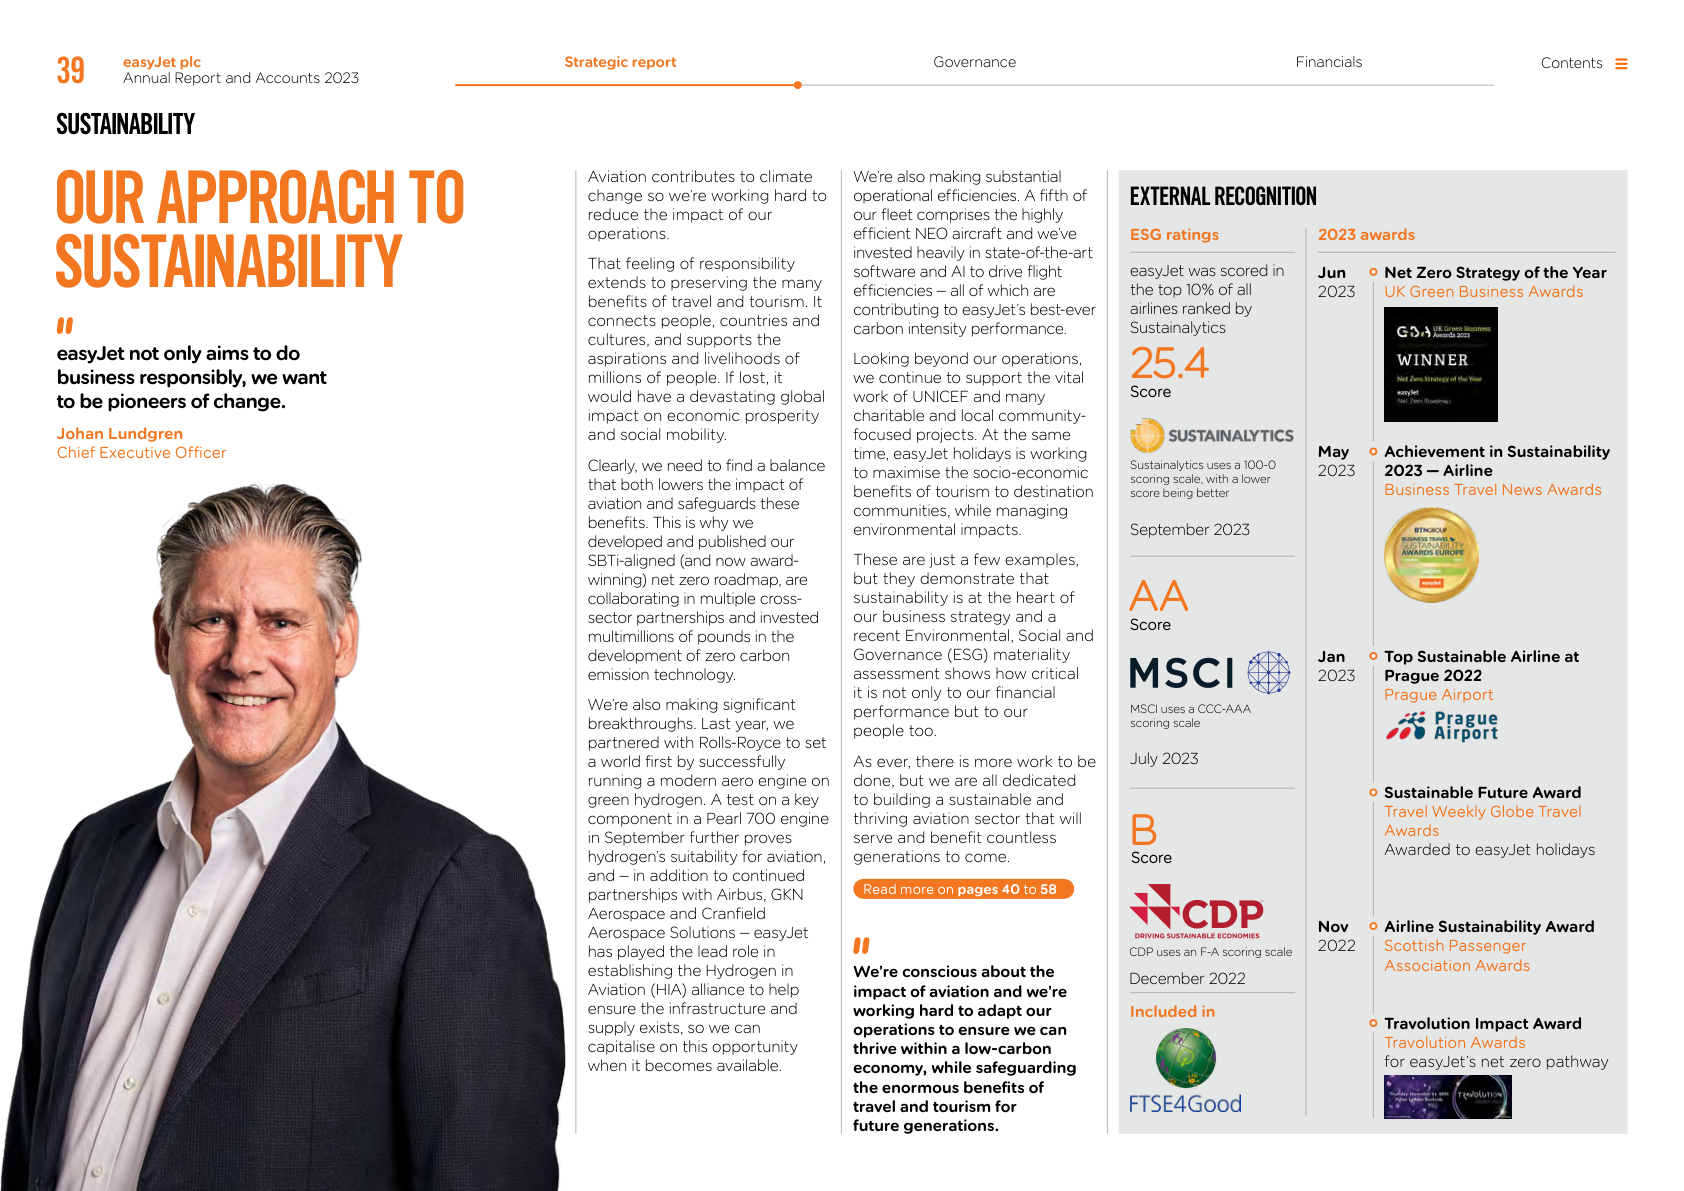 39
easyJet plc
Annual Report and Accounts 2023
Strategic report
Governance
Financials
Contents
SUSTAINABILITY
OUR APPROACH TO
SUSTAINABILITY
easyJet not only aims to do
business responsibly, we want
to be pioneers of change.
Johan Lundgren
Chief Executive Officer
Aviation contributes to climate
change so we're working hard to
reduce the impact of our
operations.
That feeling of responsibility
extends to preserving the many
benefits of travel and tourism. It
connects people, countries and
cultures, and supports the
aspirations and livelihoods of
millions of people. If lost, it
would have a devastating global
impact on economic prosperity
and social mobility.
Clearly, we need to find a balance
that both lowers the impact of
aviation and safeguards these
benefits. This is why we
developed and published our
SBTi-aligned (and now award-
winning) net zero roadmap, are
collaborating in multiple cross-
sector partnerships and invested
multimillions of pounds in the
development of zero carbon
emission technology.
We're also making significant
breakthroughs. Last year, we
partnered with Rolls-Royce to set
a world first by successfully
running a modern aero engine on
green hydrogen. A test on a key
component in a Pearl 700 engine
in September further proves
hydrogen's suitability for aviation,
and – in addition to continued
partnerships with Airbus, GKN
Aerospace and Cranfield
Aerospace Solutions – easyJet
has played the lead role in
establishing the Hydrogen in
Aviation (HIA) alliance to help
ensure the infrastructure and
supply exists, so we can
capitalise on this opportunity
when it becomes available.
We're also making substantial
operational efficiencies. A fifth of
our fleet comprises the highly
efficient NEO aircraft and we've
invested heavily in state-of-the-art
software and AI to drive flight
efficiencies – all of which are
contributing to easyJet's best-ever
carbon intensity performance.
Looking beyond our operations,
we continue to support the vital
work of UNICEF and many
charitable and local community-
focused projects. At the same
time, easyJet holidays is working
to maximise the socio-economic
benefits of tourism to destination
communities, while managing
environmental impacts.
These are just a few examples,
but they demonstrate that
sustainability is at the heart of
our business strategy and a
recent Environmental, Social and
Governance (ESG) materiality
assessment shows how critical
it is not only to our financial
performance but to our
people too.
As ever, there is more work to be
done, but we are all dedicated
to building a sustainable and
thriving aviation sector that will
serve and benefit countless
generations to come.
Read more on pages 40 to 58
We're conscious about the
impact of aviation and we're
working hard to adapt our
operations to ensure we can
thrive within a low-carbon
economy, while safeguarding
the enormous benefits of
travel and tourism for
future generations.
EXTERNAL RECOGNITION
ESG ratings
easyJet was scored in
the top 10% of all
airlines ranked by
Sustainalytics
25.4
Score
SUSTAINALYTICS
Sustainalytics uses a 100-0
scoring scale, with a lower
score being better
September 2023
AA
Score
MSCI
MSCI uses a CCC-AAA
scoring scale
July 2023
B
Score
CDP
DRIVING SUSTAINABLE ECONOMIES
CDP uses an F-A scoring scale
December 2022
Included in
FTSE4Good
2023 awards
Jun
2023
Net Zero Strategy of the Year
UK Green Business Awards
GBA UK Green Business
Awards 2023
WINNER
Net Zero Strategy of the Year
easyJet
May
2023
Achievement in Sustainability
2023 — Airline
Business Travel News Awards
BTNGROUP
BUSINESS TRAVEL
SUSTAINABILITY
AWARDS EUROPE
easyJet
Jan
2023
Top Sustainable Airline at
Prague 2022
Prague Airport
Prague
Airport
Sustainable Future Award
Travel Weekly Globe Travel
Awards
Awarded to easyJet holidays
Nov
2022
Airline Sustainability Award
Scottish Passenger
Association Awards
Travolution Impact Award
Travolution Awards
for easyJet's net zero pathway
TRAVOLUTION